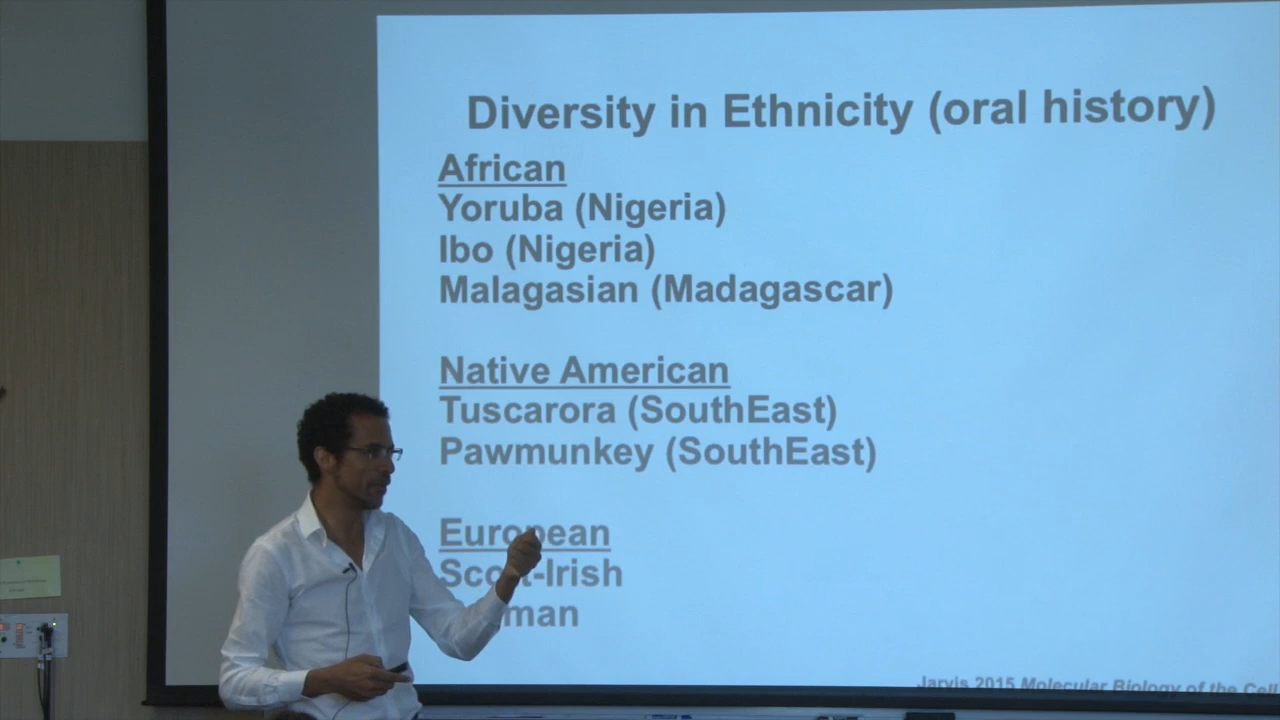 Diversity in Ethnicity (oral history)
African
Yoruba (Nigeria)
Ibo (Nigeria)
Malagasian (Madagascar)
Native American
Tuscarora (SouthEast)
Pawmunkey (SouthEast)
European
-Irish
Jarvis 2015 Molecular Biology of the Cell